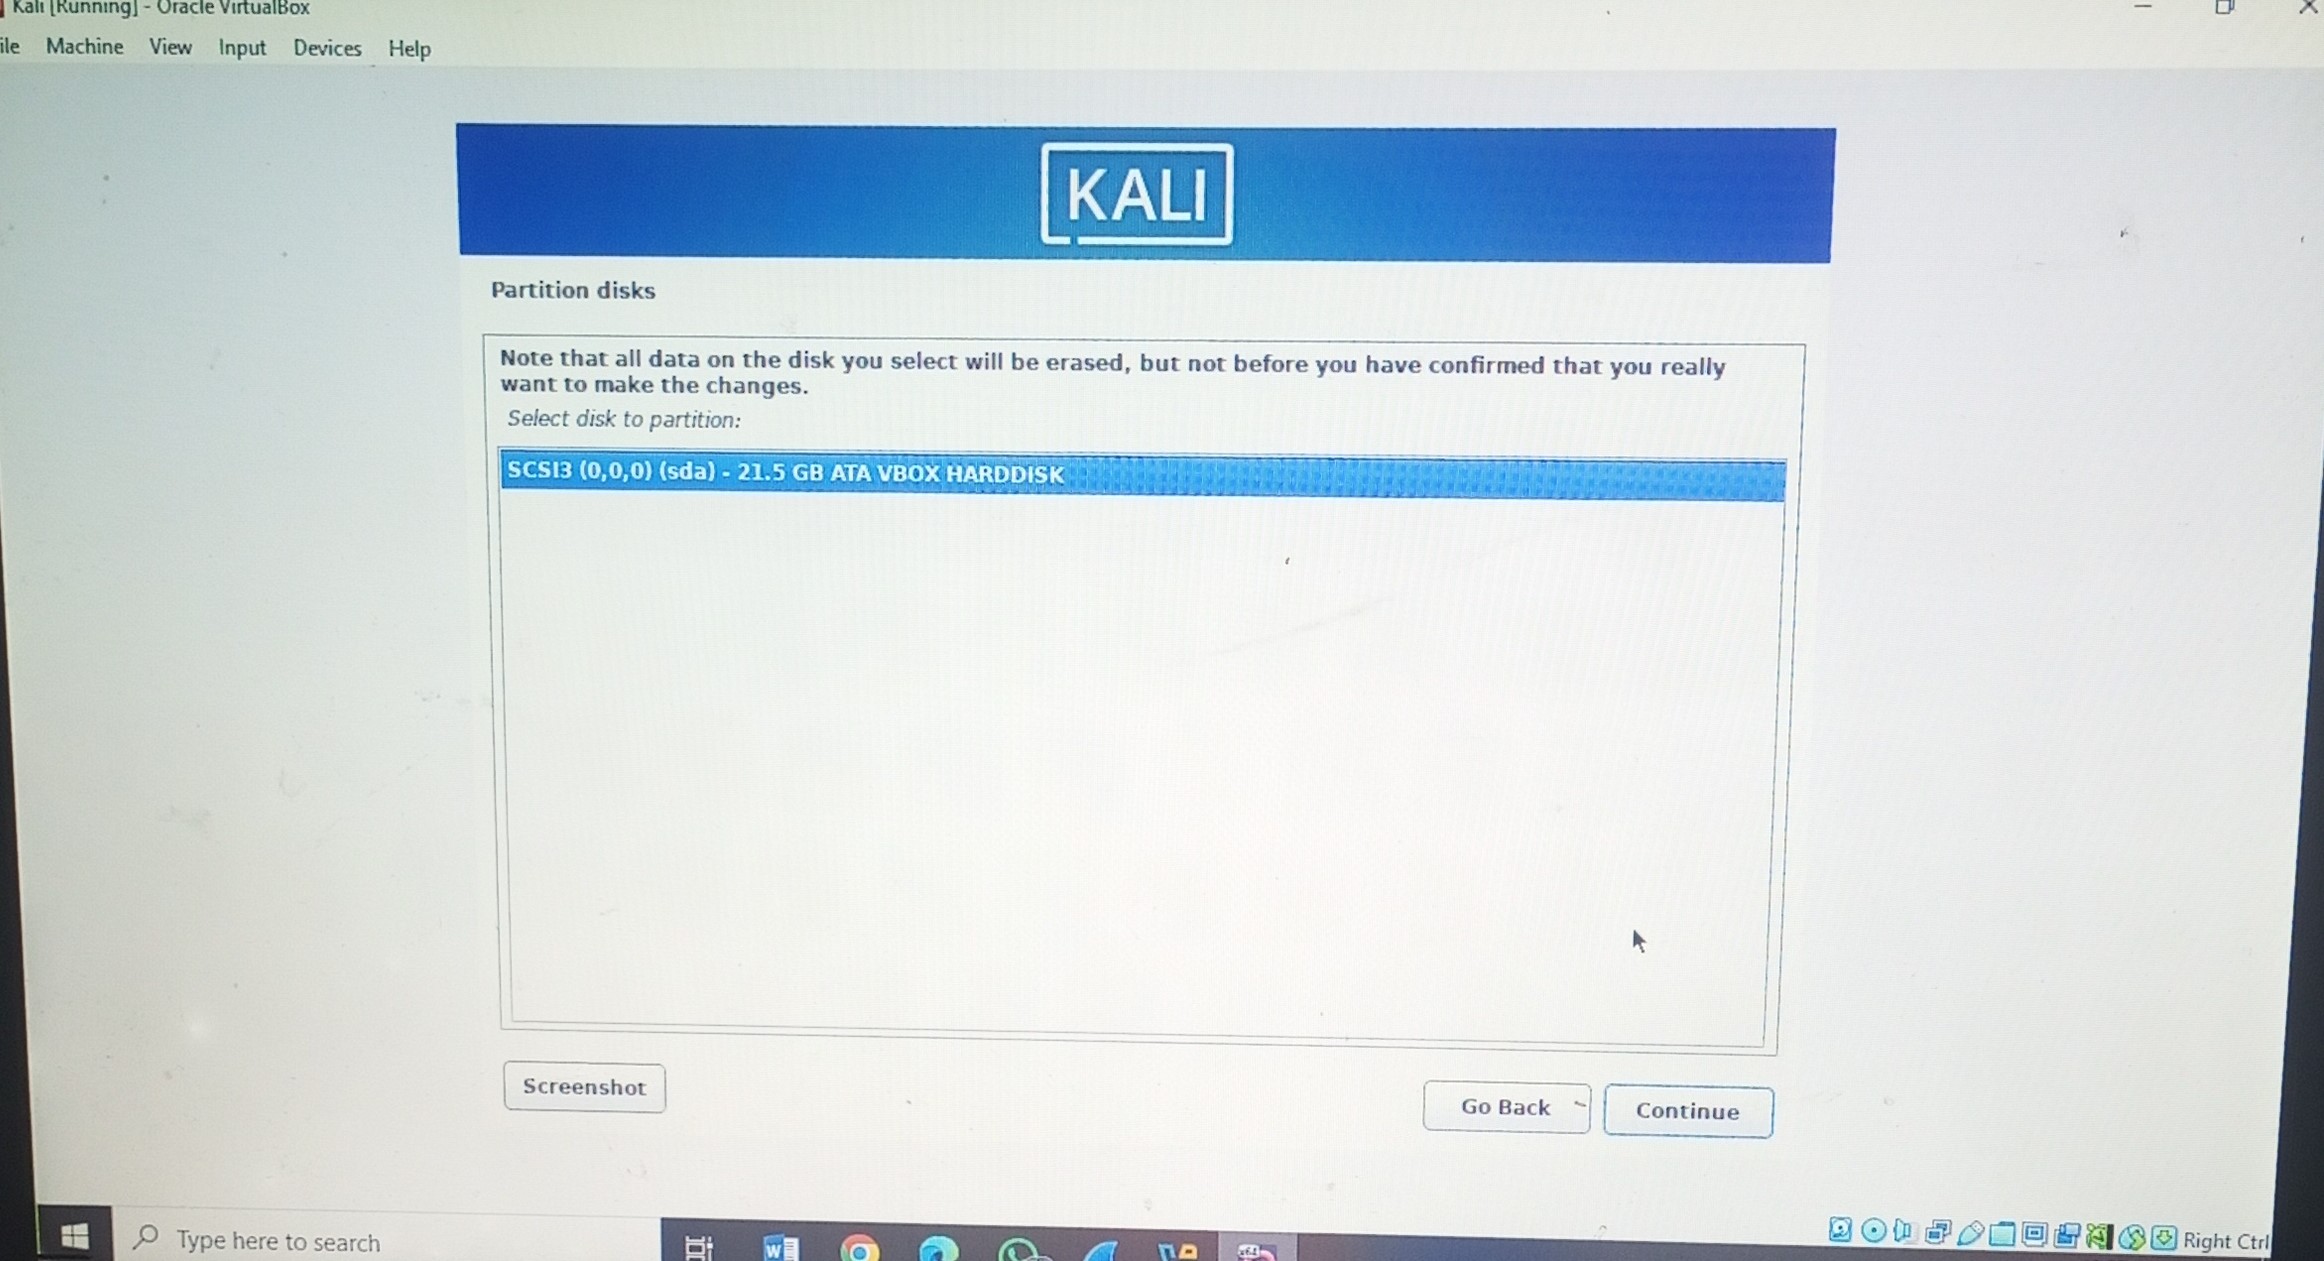 Kali [Running] - Oracle VirtualBox
ile Machine View Input Devices Help
KALI
Partition disks
Note that all data on the disk you select will be erased, but not before you have confirmed that you really
want to make the changes.
Select disk to partition:
SCSI3 (0,0,0) (sda) - 21.5 GB ATA VBOX HARDDISK
Screenshot
Go Back
Continue
Type here to search
W
x64
Right Ctrl